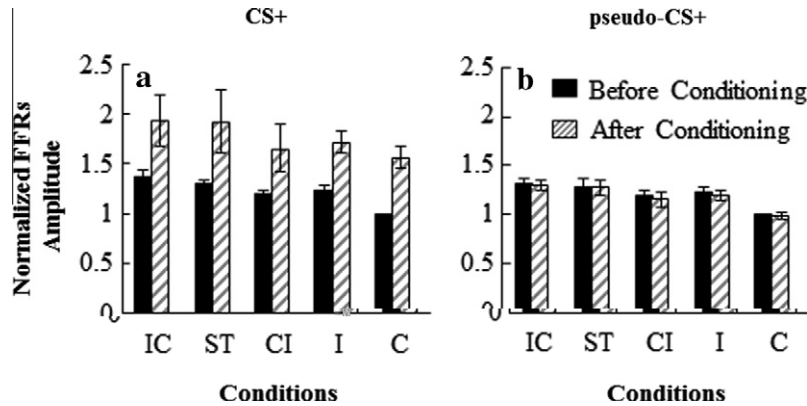 CS+
pseudo-CS+
Normalized FFRs
Amplitude
2.5
2
1.5
1
0.5
0
a
IC ST CI I C
Conditions
2.5
2
1.5
1
0.5
0
b
Before Conditioning
After Conditioning
IC ST CI I C
Conditions